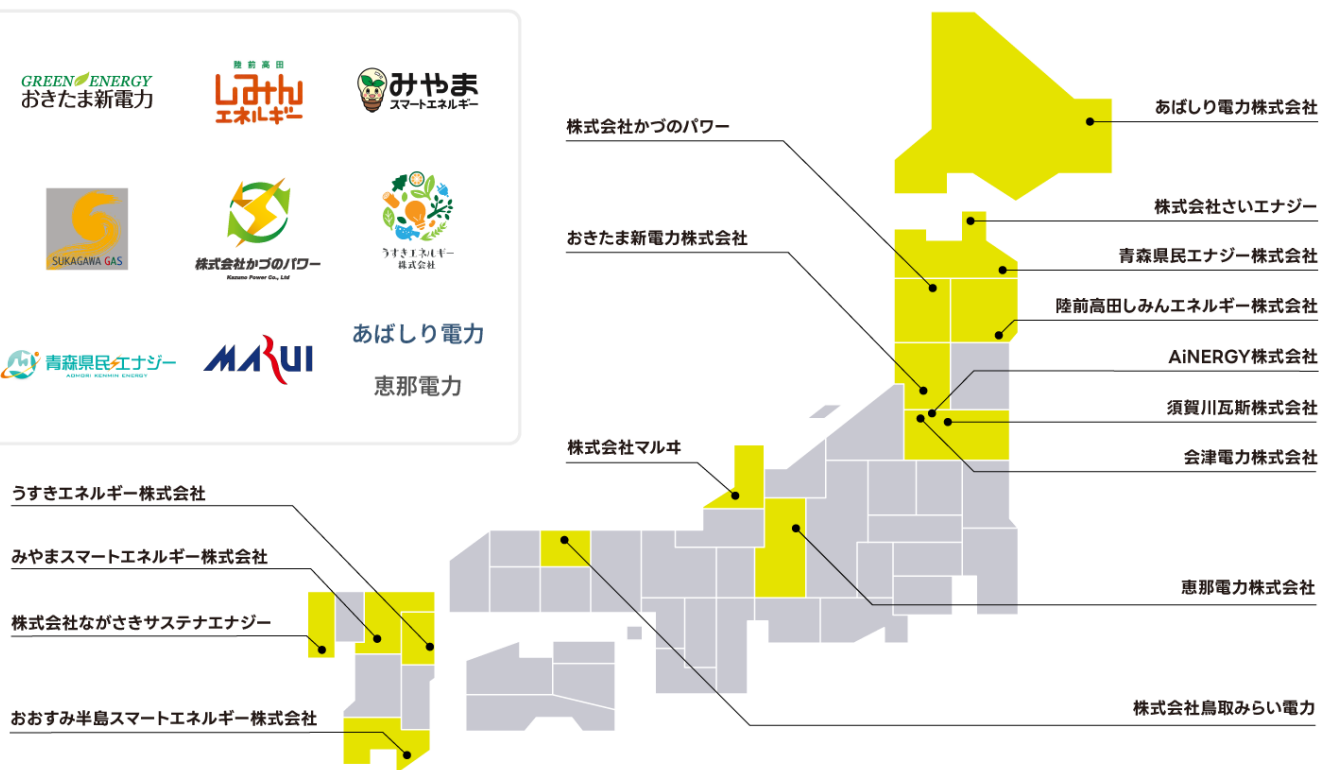 GREEN ENERGY
おきたま新電力
陸前高田
しみん
エネルギー
みやま
スマートエネルギー
SUKAGAWA GAS
株式会社かづのパワー
Kazuno Power Co., Ltd
うすきエネルギー
株式会社
青森県民エナジー
AOMORI KENMIN ENERGY
MARUI
あばしり電力
恵那電力
株式会社かづのパワー
おきたま新電力株式会社
株式会社マルヰ
あばしり電力株式会社
株式会社さいエナジー
青森県民エナジー株式会社
陸前高田しみんエネルギー株式会社
AiNERGY株式会社
須賀川瓦斯株式会社
会津電力株式会社
恵那電力株式会社
株式会社鳥取みらい電力
うすきエネルギー株式会社
みやまスマートエネルギー株式会社
株式会社ながさきサステナエナジー
おおすみ半島スマートエネルギー株式会社